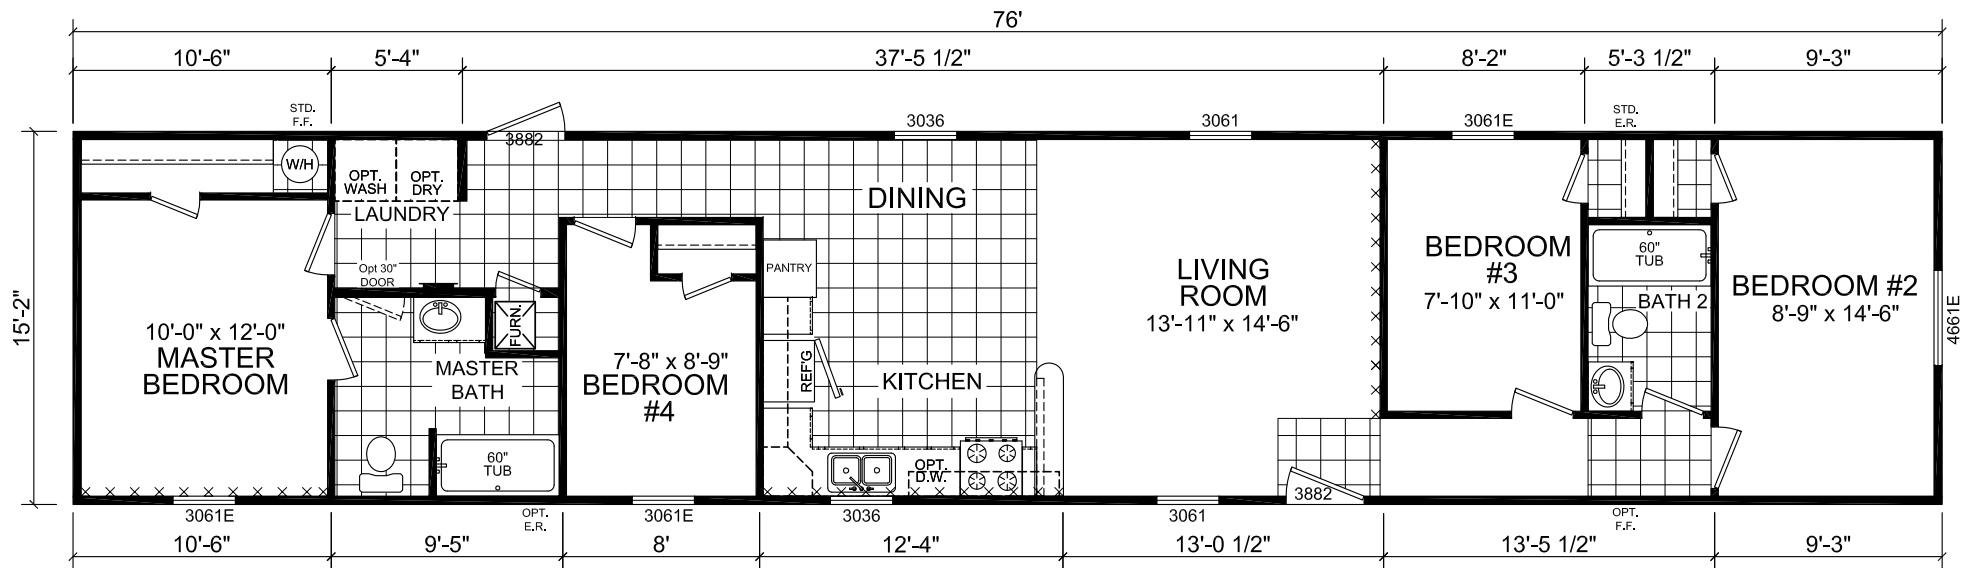 76'
10'-6" 5'-4" 37'-5 1/2" 8'-2" 5'-3 1/2" 9'-3"
STD.
F.F.
STD.
E.R.
3882
3036
3061
3061E
W/H
OPT.
WASH
OPT.
DRY
LAUNDRY
DINING
Opt 30"
DOOR
PANTRY
LIVING
ROOM
13'-11" x 14'-6"
BEDROOM
#3
7'-10" x 11'-0"
60"
TUB
BATH 2
BEDROOM #2
8'-9" x 14'-6"
4661E
15'-2"
10'-0" x 12'-0"
MASTER
BEDROOM
FURN.
MASTER
BATH
7'-8" x 8'-9"
BEDROOM
#4
REF'G
KITCHEN
60"
TUB
OPT.
D.W.
3882
3061E
OPT.
E.R.
3061E
3036
3061
OPT.
F.F.
10'-6" 9'-5" 8' 12'-4" 13'-0 1/2" 13'-5 1/2" 9'-3"